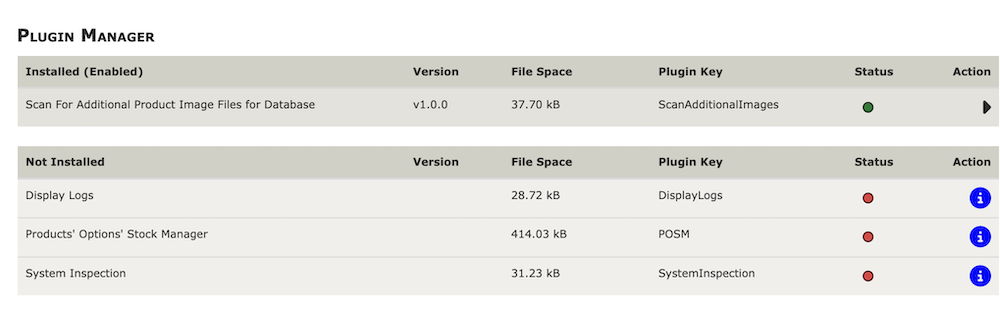 Plugin Manager
Installed (Enabled) Version File Space Plugin Key Status Action
Scan For Additional Product Image Files for Database v1.0.0 37.70 kB ScanAdditionalImages
Not Installed Version File Space Plugin Key Status Action
Display Logs 28.72 kB DisplayLogs
Products' Options' Stock Manager 414.03 kB POSM
System Inspection 31.23 kB SystemInspection